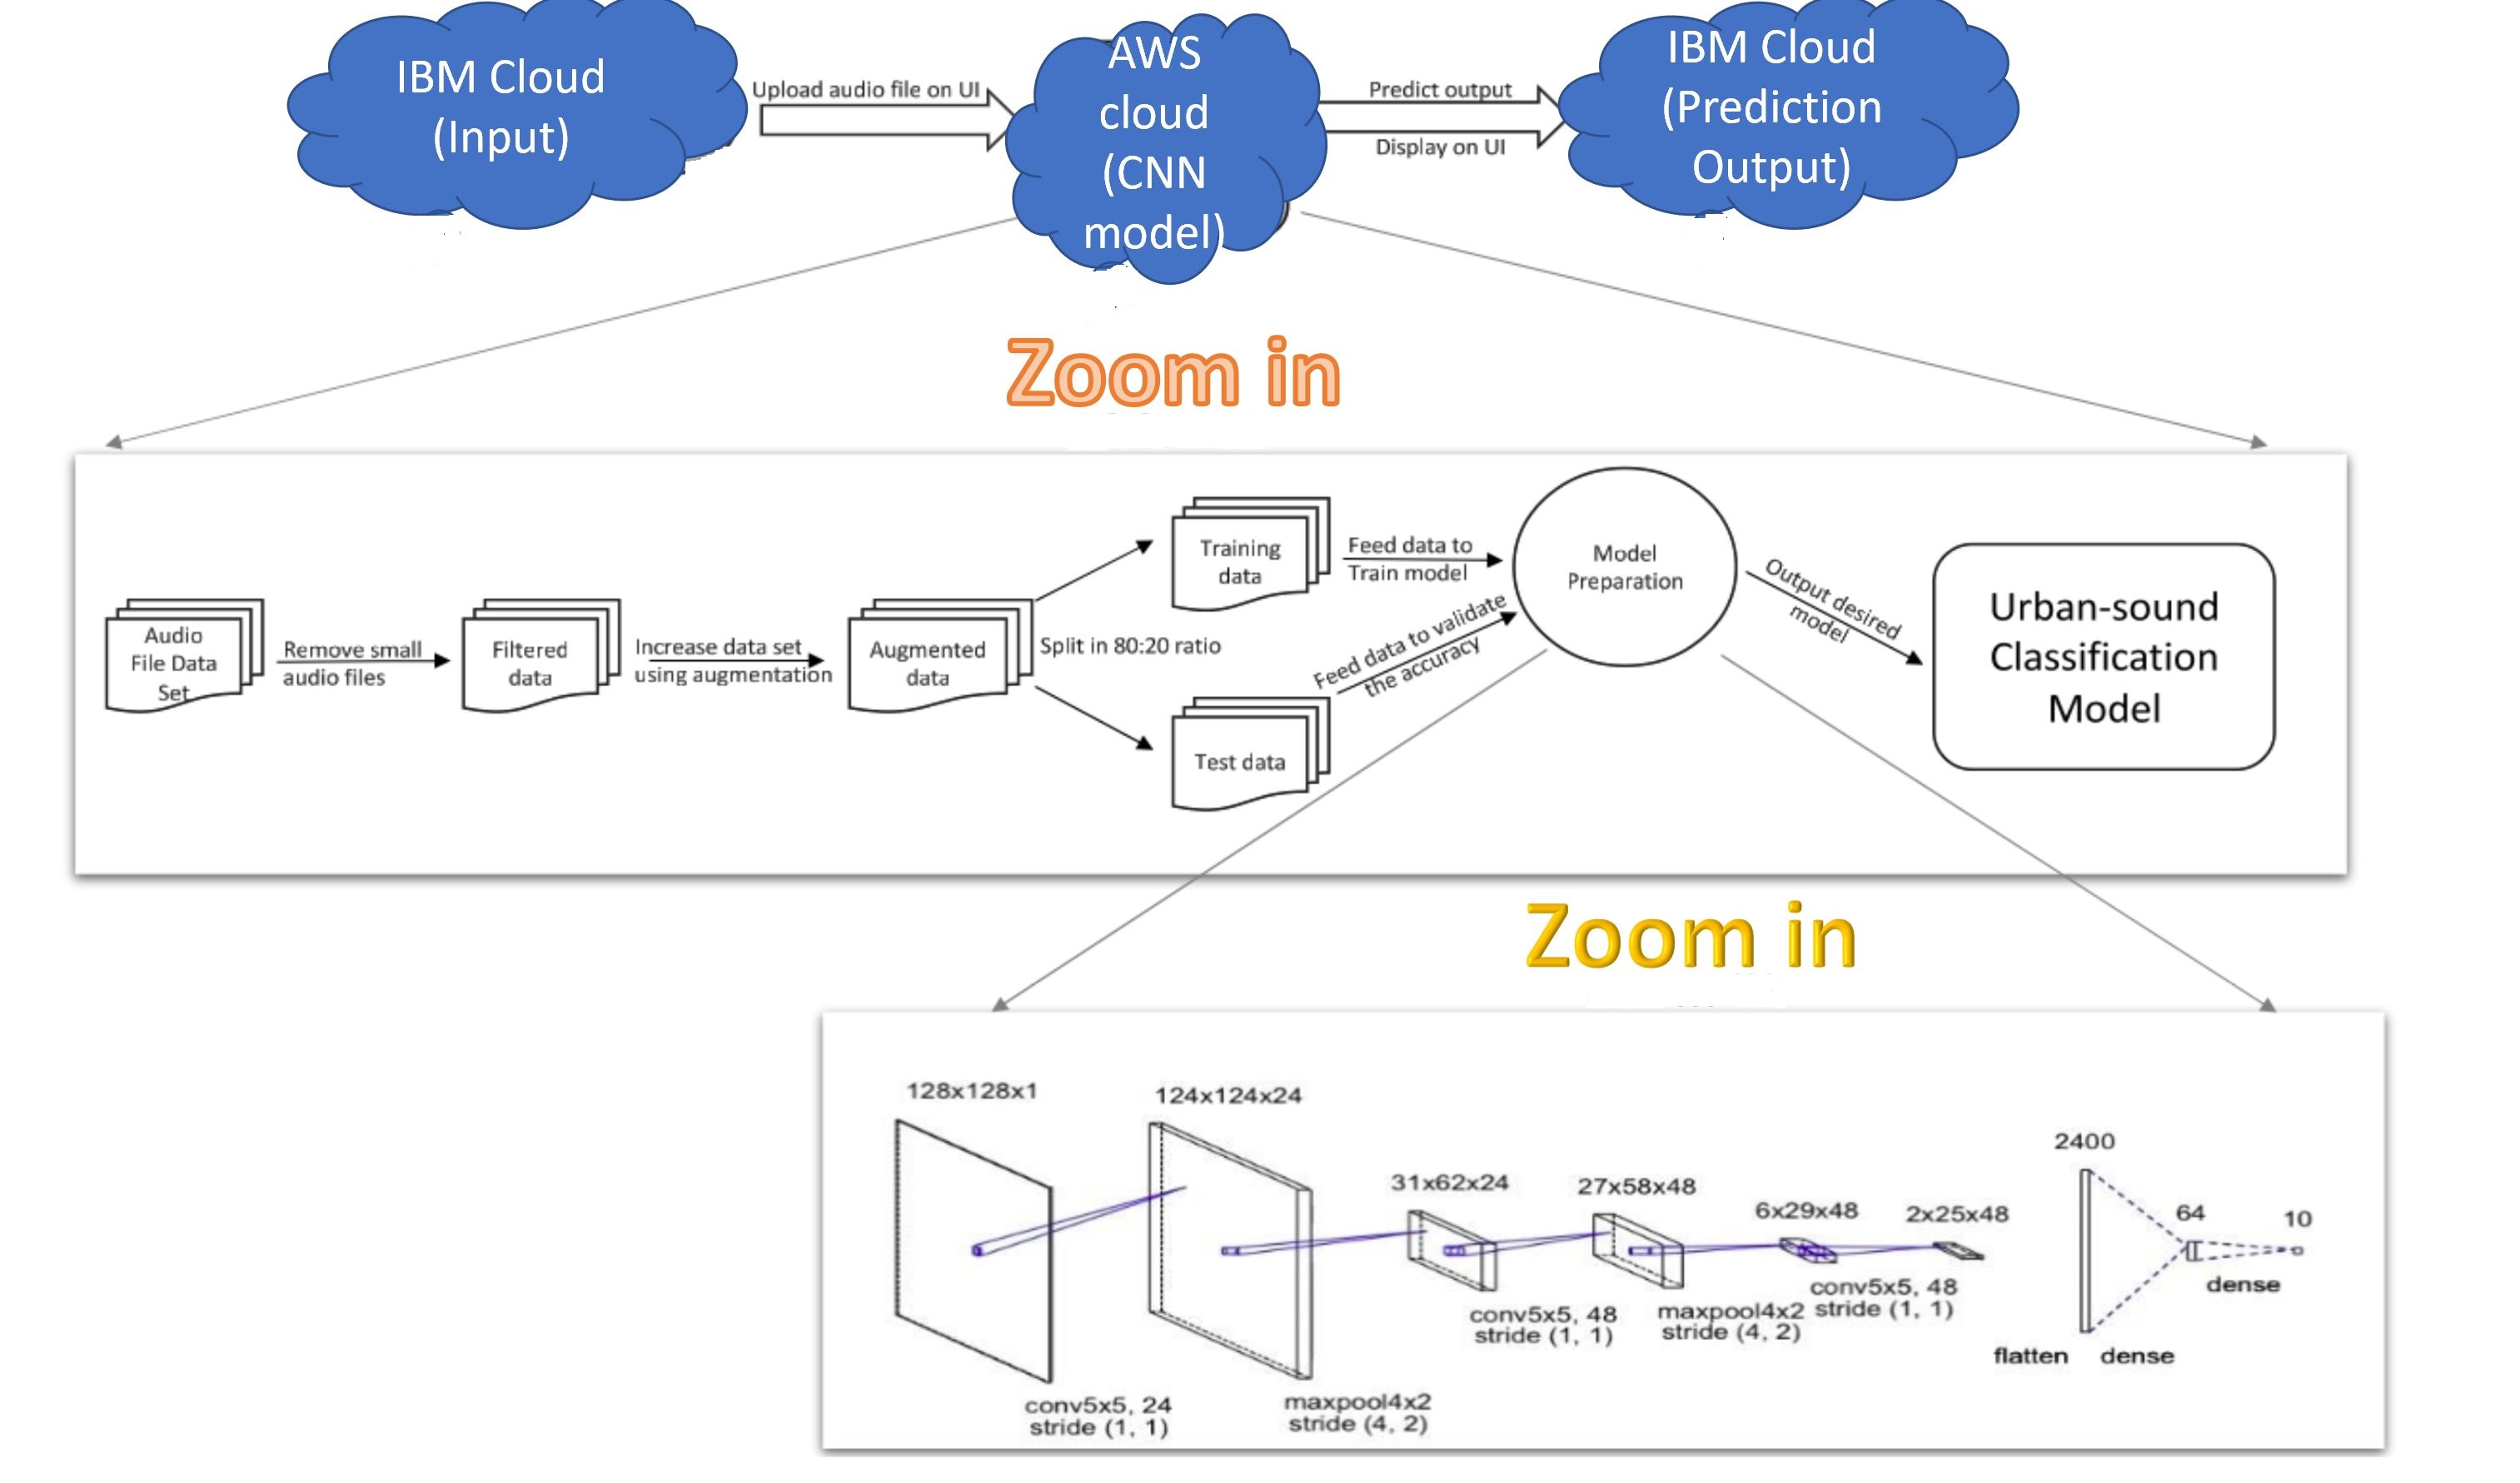 IBM Cloud
(Input)
Upload audio file on UI
AWS
cloud
(CNN
model)
Predict output
Display on UI
IBM Cloud
(Prediction
Output)
Zoom in
Audio
File Data
Set
Remove small
audio files
Filtered
data
Increase data set
using augmentation
Augmented
data
Split in 80:20 ratio
Training
data
Test data
Feed data to
Train model
Feed data to validate
the accuracy
Model
Preparation
Output desired
model
Urban-sound
Classification
Model
Zoom in
128x128x1
124x124x24
31x62x24
27x58x48
6x29x48
2x25x48
2400
64
10
conv5x5, 24
stride (1, 1)
maxpool4x2
stride (4, 2)
conv5x5, 48
stride (1, 1)
maxpool4x2
stride (4, 2)
conv5x5, 48
stride (1, 1)
flatten
dense
dense